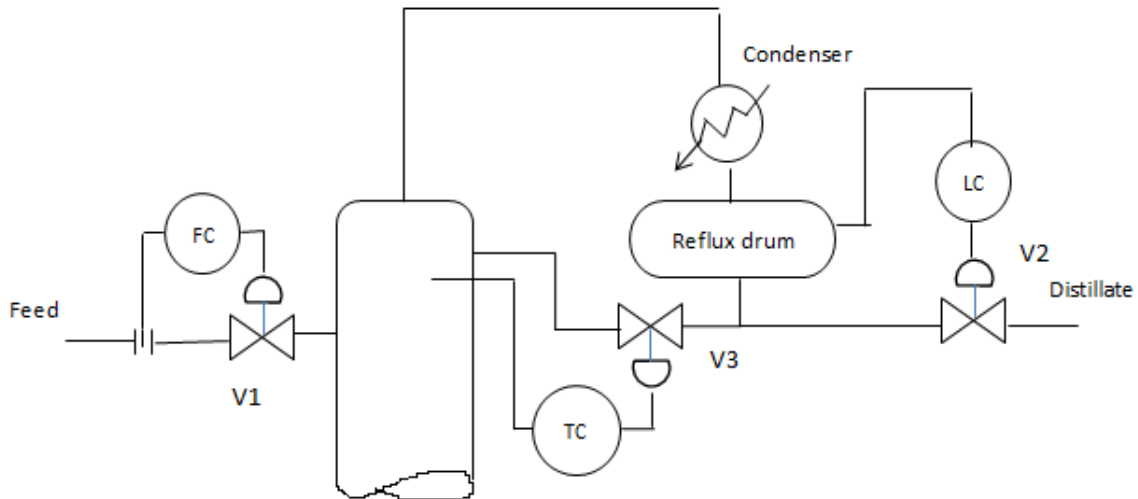 Condenser
LC
FC
Reflux drum
V2
Feed
Distillate
V3
V1
TC